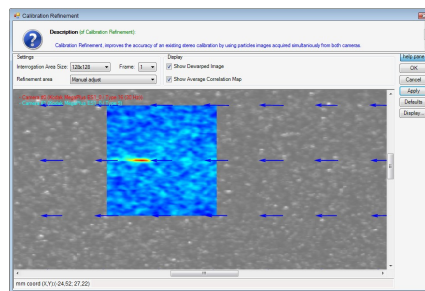 Calibration Refinement
Description (of Calibration Refinement):
Calibration Refinement, improves the accuracy of an existing stereo calibration by using particles images acquired simultaneously from both cameras.
help pane
Settings
Display
Interrogation Area Size: 128x128 Frame: 1
Show Dewarped Image
Refinement area Manual adjust
Show Average Correlation Map
OK
Cancel
Apply
Defaults
Display...
mm coord (X,Y):(-24,52, 27,22)